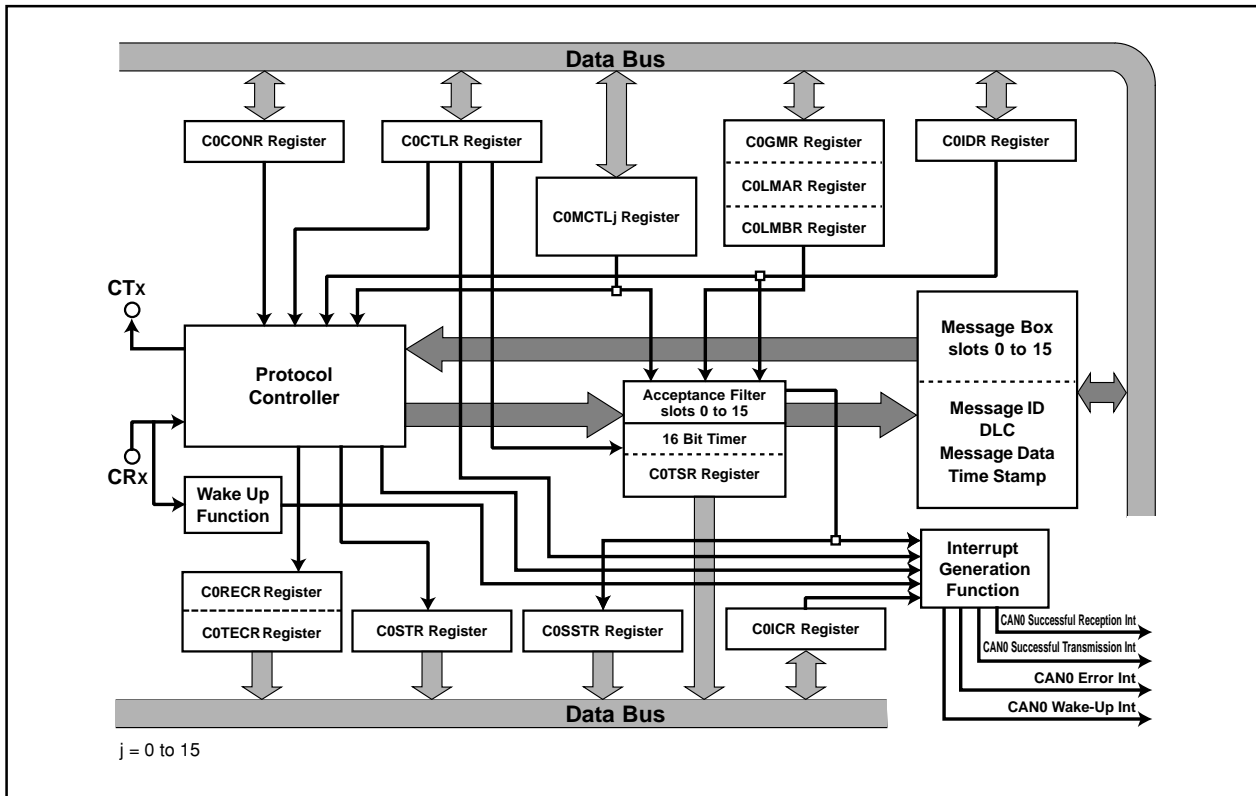 Data Bus
C0CONR Register
C0CTLR Register
C0GMR Register
C0IDR Register
C0LMAR Register
C0MCTLj Register
C0LMBR Register
CTx
Message Box
slots 0 to 15
Protocol
Controller
Acceptance Filter
slots 0 to 15
Message ID
DLC
Message Data
Time Stamp
16 Bit Timer
C0TSR Register
CRx
Wake Up
Function
Interrupt
Generation
Function
C0RECR Register
C0TECR Register
C0STR Register
C0SSTR Register
C0ICR Register
CAN0 Successful Reception Int
CAN0 Successful Transmission Int
CAN0 Error Int
CAN0 Wake-Up Int
Data Bus
j = 0 to 15